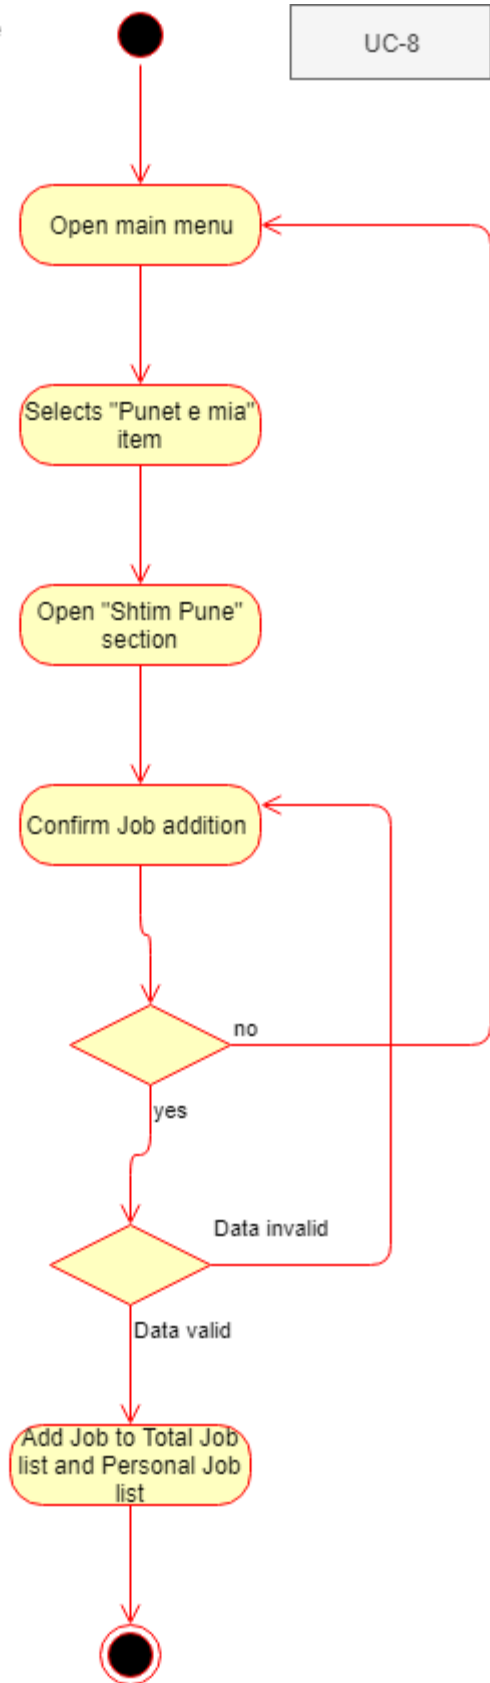 UC-8
Open main menu
Selects "Punet e mia"
item
Open "Shtim Pune"
section
Confirm Job addition
no
yes
Data invalid
Data valid
Add Job to Total Job
list and Personal Job
list